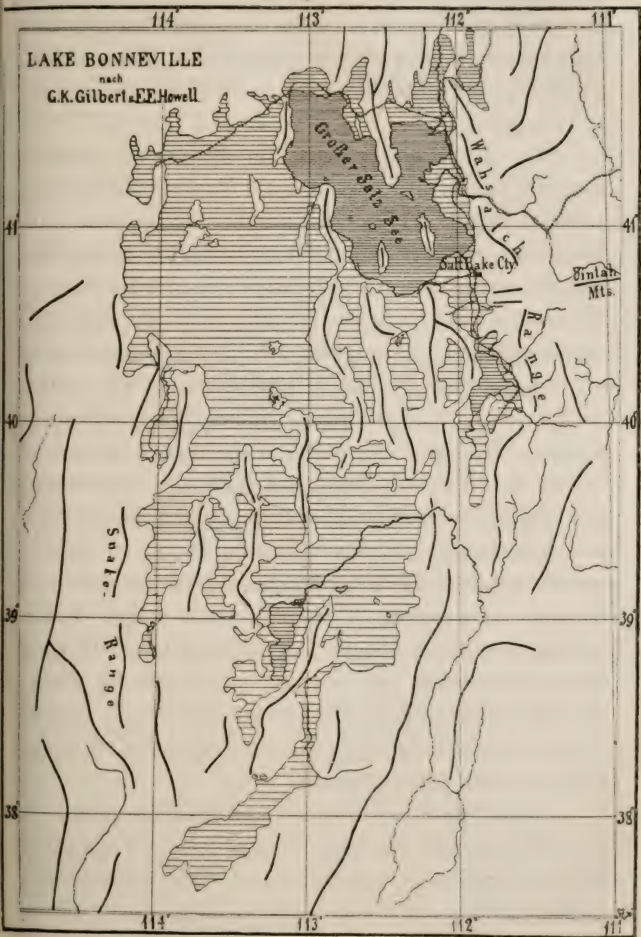 114° 113° 112° 111°
LAKE BONNEVILLE
nach
G.K. Gilbert & E.E. Howell
Großer Salz See
Wahsatch
Range
41 41
Salt Lake Cty.
Uintah
Mts.
40 40
Snake
Range
39 39
38 38
114° 113° 112° 111°